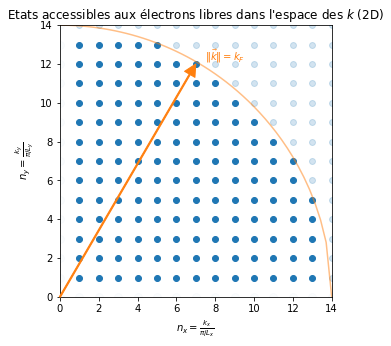 Etats accessibles aux électrons libres dans l'espace des k (2D)
14
12
10
8
6
4
2
0
n_y = k_y / π/L_y
‖k⃗‖ = k_F
0 2 4 6 8 10 12 14
n_x = k_x / π/L_x